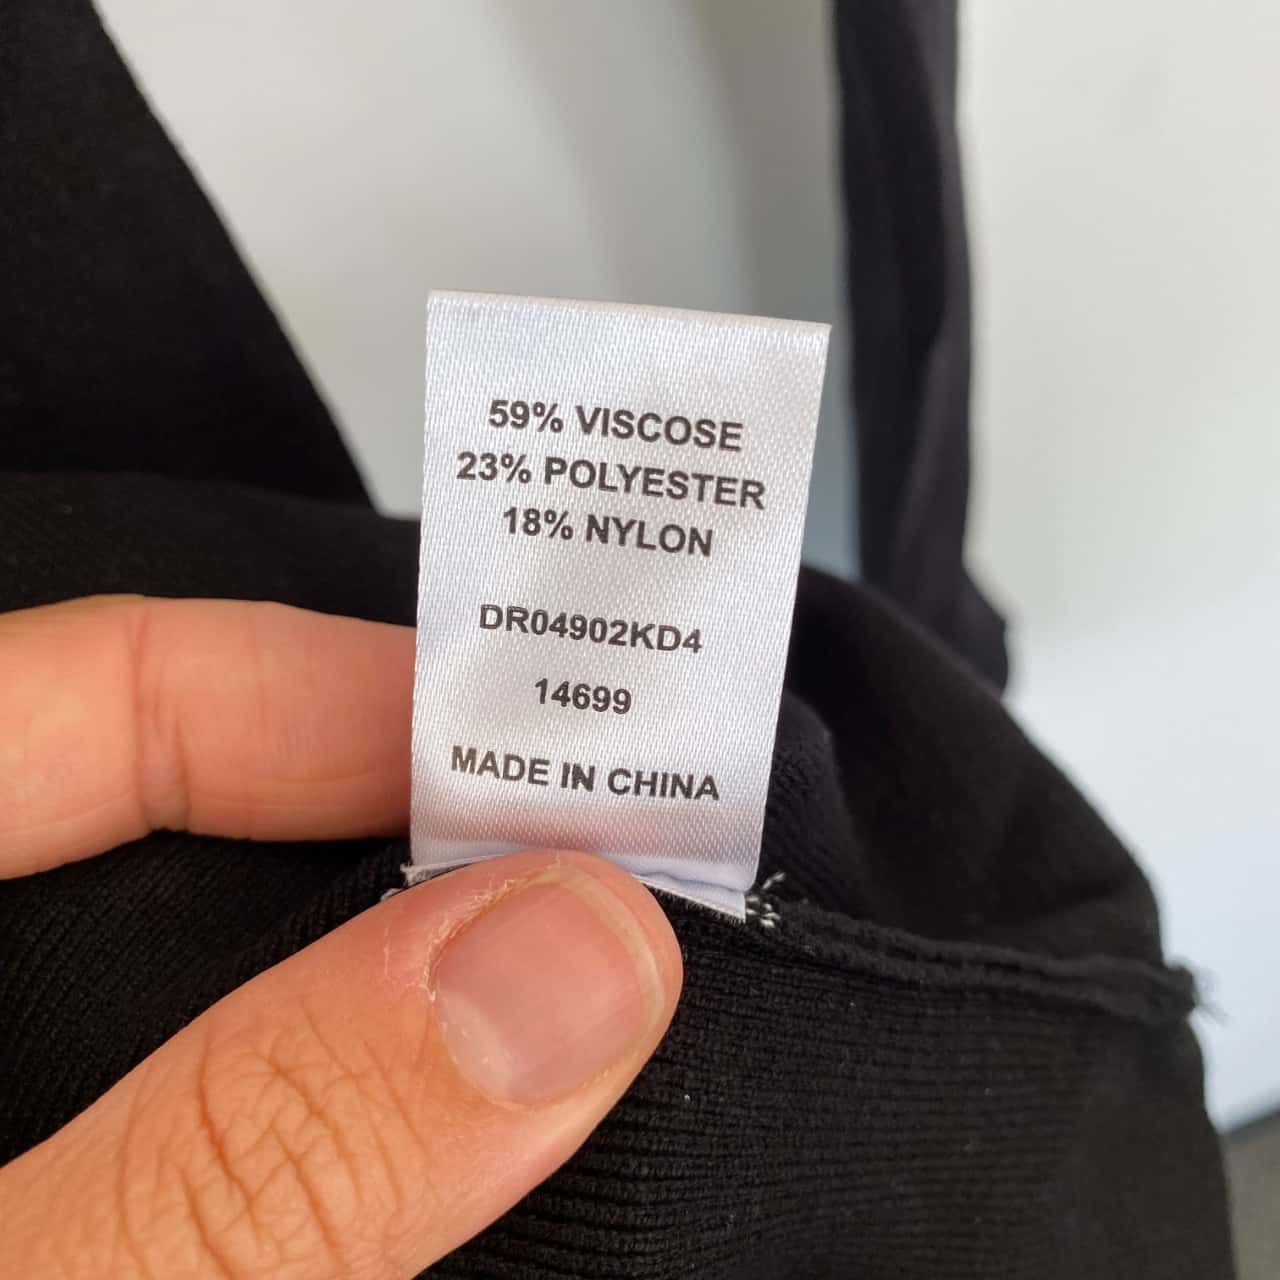 59% VISCOSE
23% POLYESTER
18% NYLON
DR04902KD4
14699
MADE IN CHINA